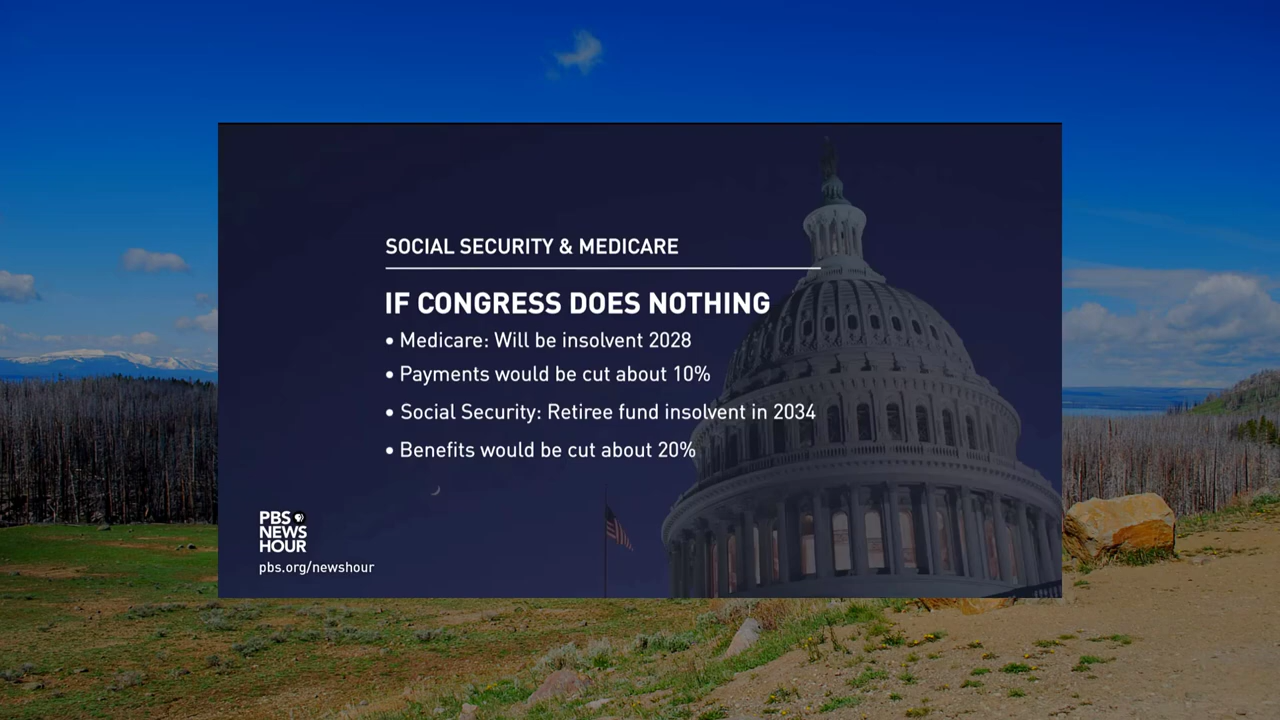 SOCIAL SECURITY & MEDICARE
IF CONGRESS DOES NOTHING
• Medicare: Will be insolvent 2028
• Payments would be cut about 10%
• Social Security: Retiree fund insolvent in 2034
• Benefits would be cut about 20%
PBS
NEWS
HOUR
pbs.org/newshour